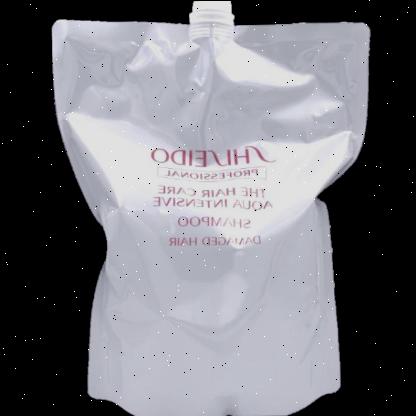 SHISEIDO
PROFESSIONAL
THE HAIR CARE
AQUA INTENSIVE
SHAMPOO
DAMAGED HAIR